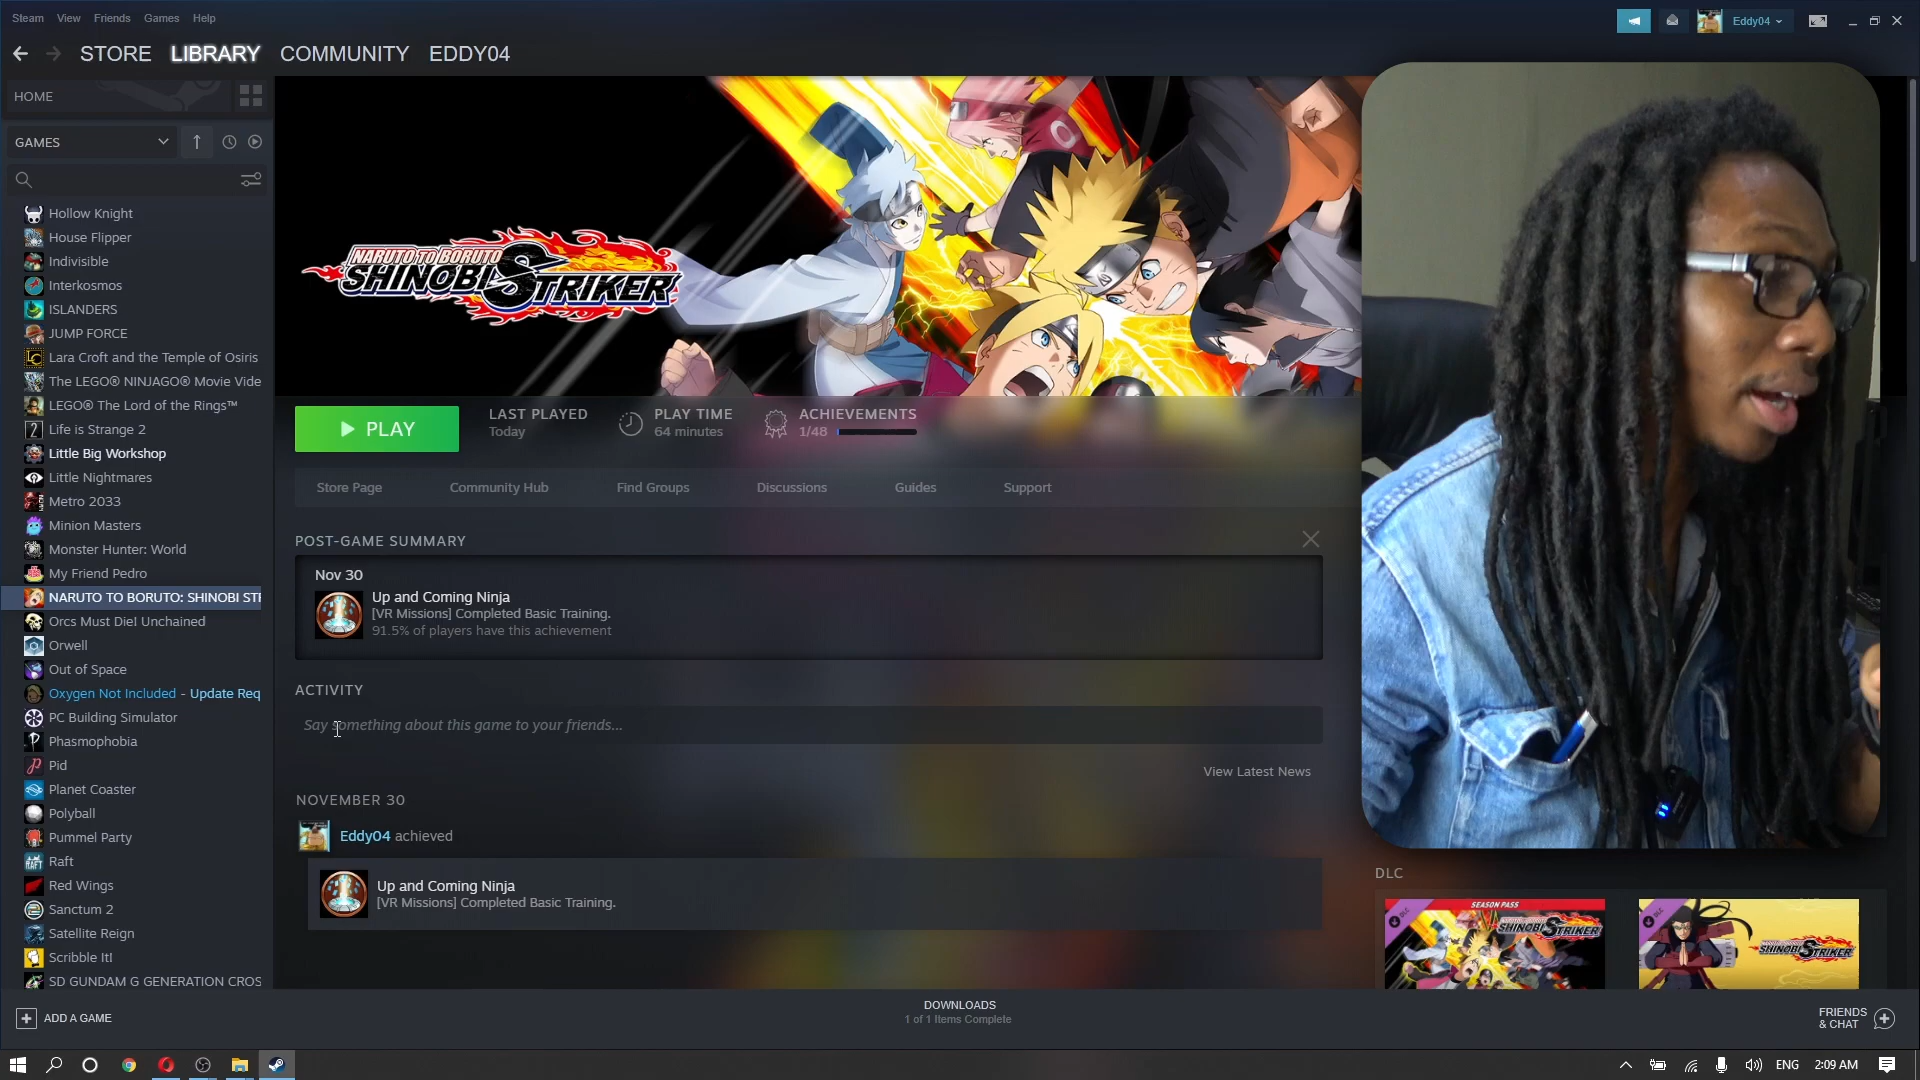 Steam View Friends Games Help
Eddy04
STORE LIBRARY COMMUNITY EDDY04
HOME
GAMES
Hollow Knight
House Flipper
Indivisible
Interkosmos
ISLANDERS
JUMP FORCE
Lara Croft and the Temple of Osiris
The LEGO® NINJAGO® Movie Vide
LEGO® The Lord of the Rings™
Life is Strange 2
Little Big Workshop
Little Nightmares
Metro 2033
Minion Masters
Monster Hunter: World
My Friend Pedro
NARUTO TO BORUTO: SHINOBI STR
Orcs Must Die! Unchained
Orwell
Out of Space
Oxygen Not Included - Update Req
PC Building Simulator
Phasmophobia
Pid
Planet Coaster
Polyball
Pummel Party
Raft
Red Wings
Sanctum 2
Satellite Reign
Scribble It!
SD GUNDAM G GENERATION CROS
NARUTO TO BORUTO
SHINOBI STRIKER
PLAY
LAST PLAYED
Today
PLAY TIME
64 minutes
ACHIEVEMENTS
1/48
Store Page Community Hub Find Groups Discussions Guides Support
POST-GAME SUMMARY
Nov 30
Up and Coming Ninja
[VR Missions] Completed Basic Training.
91.5% of players have this achievement
ACTIVITY
Say something about this game to your friends...
View Latest News
NOVEMBER 30
Eddy04 achieved
Up and Coming Ninja
[VR Missions] Completed Basic Training.
DLC
SEASON PASS
DLC
SHINOBI STRIKER
DLC
SHINOBI STRIKER
ADD A GAME
DOWNLOADS
1 of 1 Items Complete
FRIENDS
& CHAT
ENG 2:09 AM